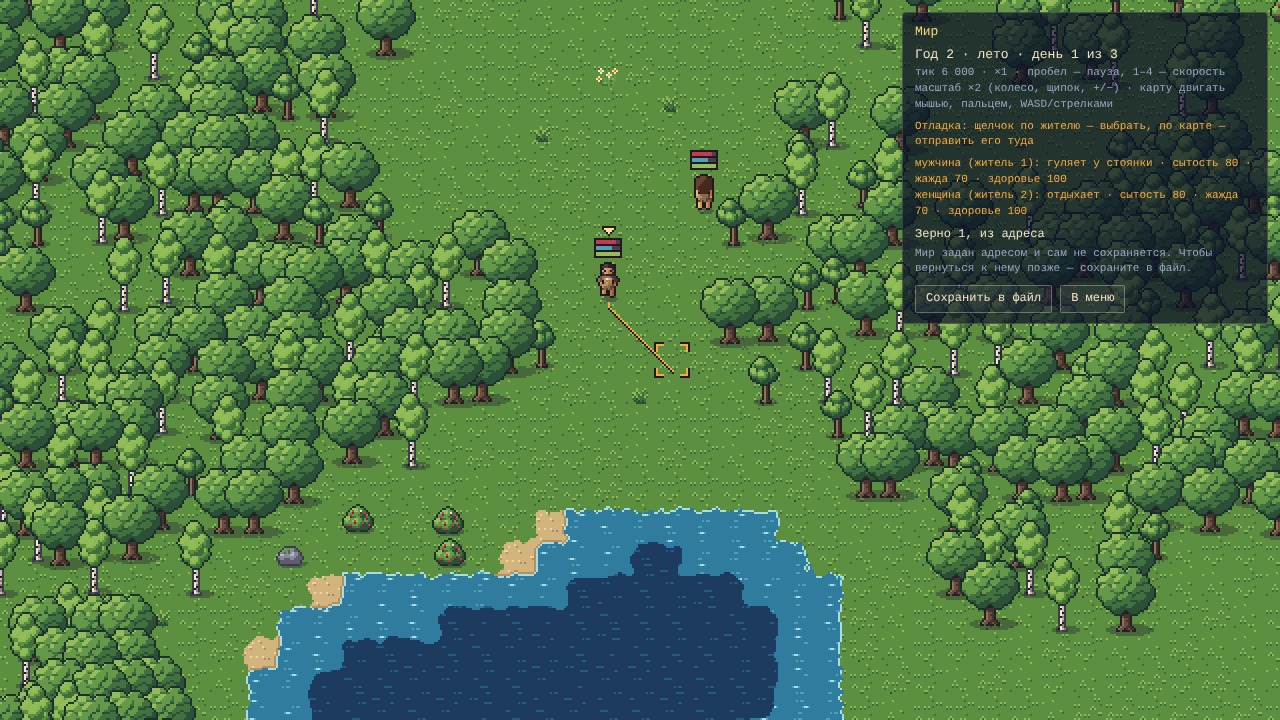 Мир
Год 2 · лето · день 1 из 3
тик 6 000 · ×1 · пробел — пауза, 1–4 — скорость
масштаб ×2 (колесо, щипок, +/−) · карту двигать
мышью, пальцем, WASD/стрелками
Отладка: щелчок по жителю — выбрать, по карте —
отправить его туда
мужчина (житель 1): гуляет у стоянки · сытость 80 ·
жажда 70 · здоровье 100
женщина (житель 2): отдыхает · сытость 80 · жажда
70 · здоровье 100
Зерно 1, из адреса
Мир задан адресом и сам не сохраняется. Чтобы
вернуться к нему позже — сохраните в файл.
Сохранить в файл
В меню